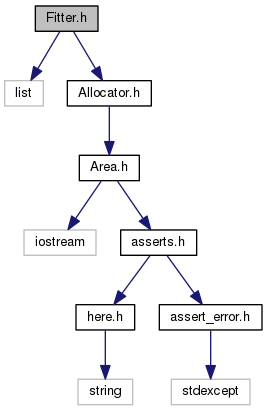 Fitter.h
list
Allocator.h
Area.h
iostream
asserts.h
here.h
assert_error.h
string
stdexcept